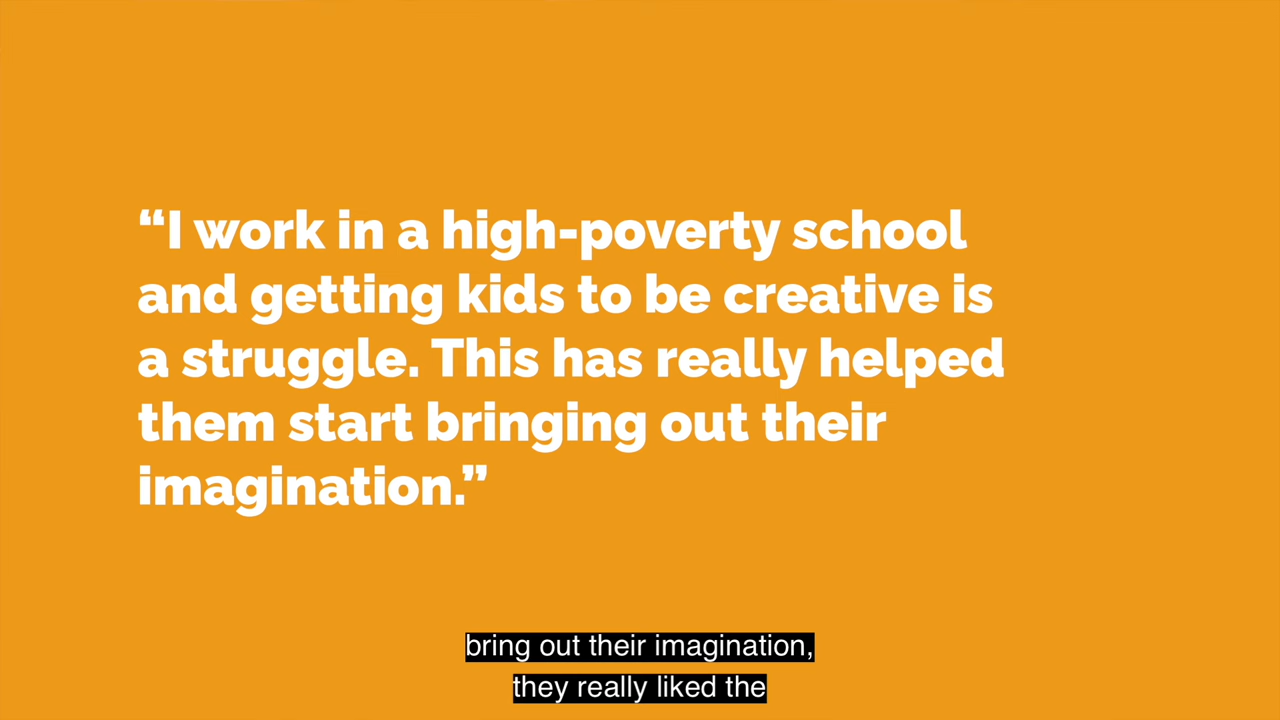 “I work in a high-poverty school
and getting kids to be creative is
a struggle. This has really helped
them start bringing out their
imagination.”
bring out their imagination,
they really liked the